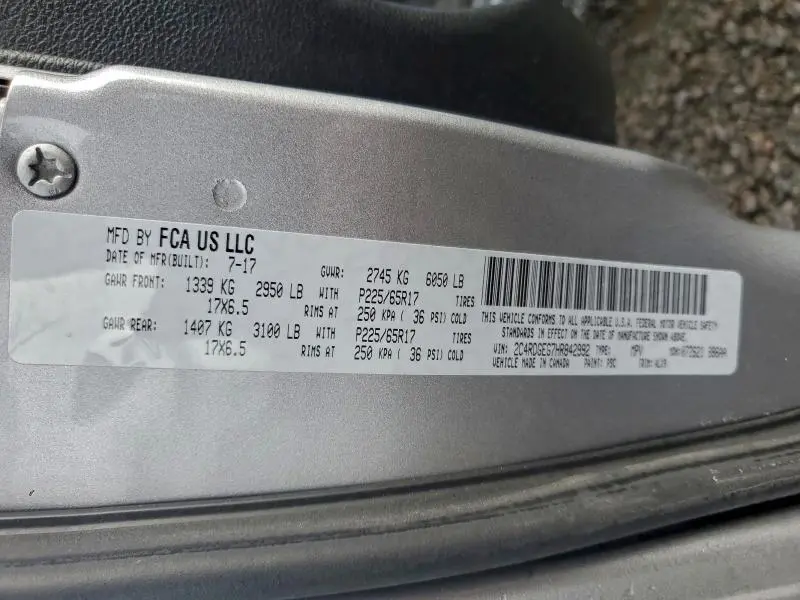 MFD BY FCA US LLC
DATE OF MFR(BUILT): 7-17 GVWR: 2745 KG 6050 LB
GAWR FRONT: 1339 KG 2950 LB WITH P225/65R17 TIRES
17X6.5 RIMS AT 250 KPA ( 36 PSI) COLD
GAWR REAR: 1407 KG 3100 LB WITH P225/65R17 TIRES
17X6.5 RIMS AT 250 KPA ( 36 PSI) COLD
THIS VEHICLE CONFORMS TO ALL APPLICABLE U.S.A. FEDERAL MOTOR VEHICLE SAFETY
STANDARDS IN EFFECT ON THE DATE OF MANUFACTURE SHOWN ABOVE.
VIN: 2C4RDGEG7HR842992 TYPE: MPV MDH:
VEHICLE MADE IN CANADA PAINT: PSC TRIM: